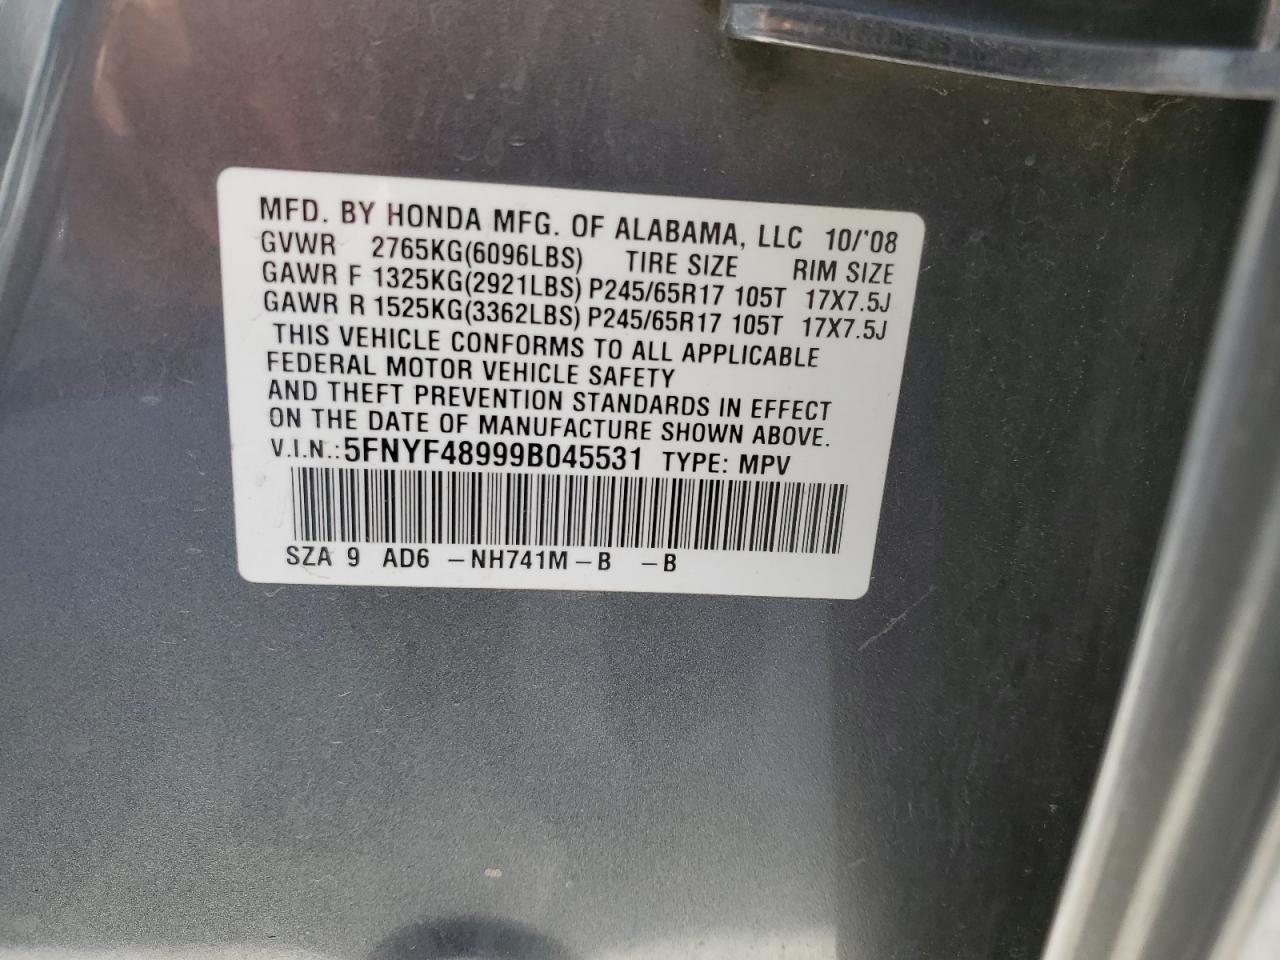 MFD. BY HONDA MFG. OF ALABAMA, LLC 10/'08
GVWR 2765KG(6096LBS) TIRE SIZE RIM SIZE
GAWR F 1325KG(2921LBS) P245/65R17 105T 17X7.5J
GAWR R 1525KG(3362LBS) P245/65R17 105T 17X7.5J
THIS VEHICLE CONFORMS TO ALL APPLICABLE
FEDERAL MOTOR VEHICLE SAFETY
AND THEFT PREVENTION STANDARDS IN EFFECT
ON THE DATE OF MANUFACTURE SHOWN ABOVE.
V.I.N.: 5FNYF48999B045531 TYPE: MPV
SZA 9 AD6 -NH741M-B -B